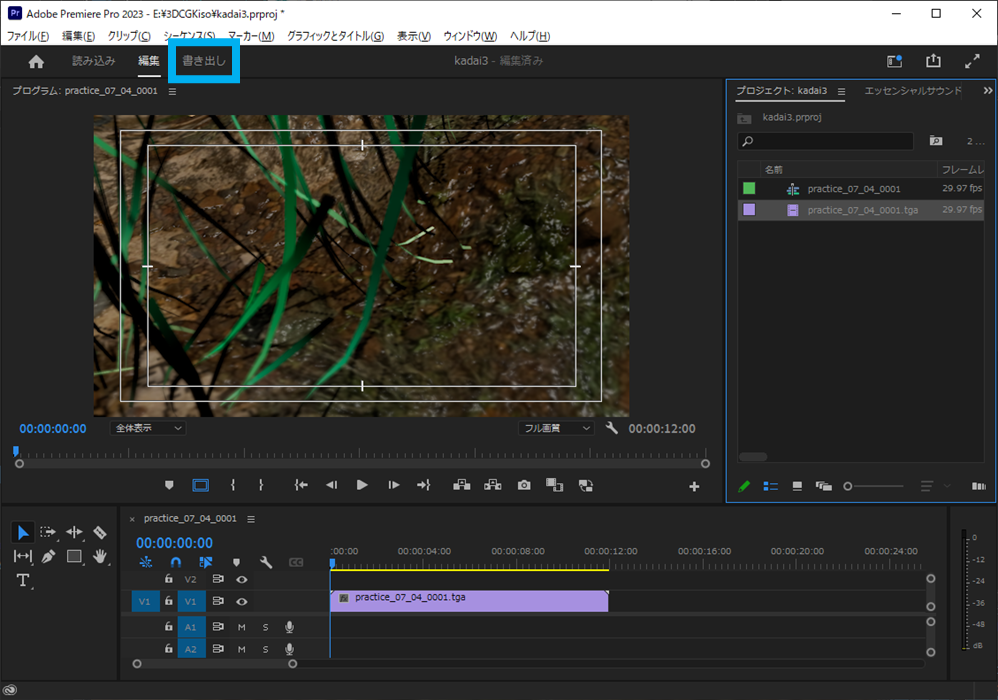 Adobe Premiere Pro 2023 - E:¥3DCGKiso¥kadai3.prproj *
ファイル(F) 編集(E) クリップ(C) シーケンス(S) マーカー(M) グラフィックとタイトル(G) 表示(V) ウィンドウ(W) ヘルプ(H)
読み込み 編集 書き出し kadai3 - 編集済み
プログラム: practice_07_04_0001
プロジェクト: kadai3 エッセンシャルサウンド
kadai3.prproj
2 ...
名前 フレームレ
practice_07_04_0001 29.97 fps
practice_07_04_0001.tga 29.97 fps
00:00:00:00 全体表示 フル画質 00:00:12:00
× practice_07_04_0001
00:00:00:00
:00:00 00:00:04:00 00:00:08:00 00:00:12:00 00:00:16:00 00:00:20:00 00:00:24:00
CC
V2
V1 V1 practice_07_04_0001.tga
A1 M S
A2 M S
T
0
-12
-24
-36
-48
dB